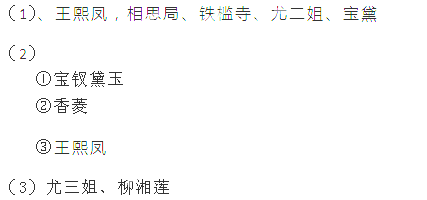 （1）、王熙凤，相思局、铁槛寺、尤二姐、宝黛
（2）
①宝钗黛玉
②香菱
③王熙凤
（3）尤三姐、柳湘莲